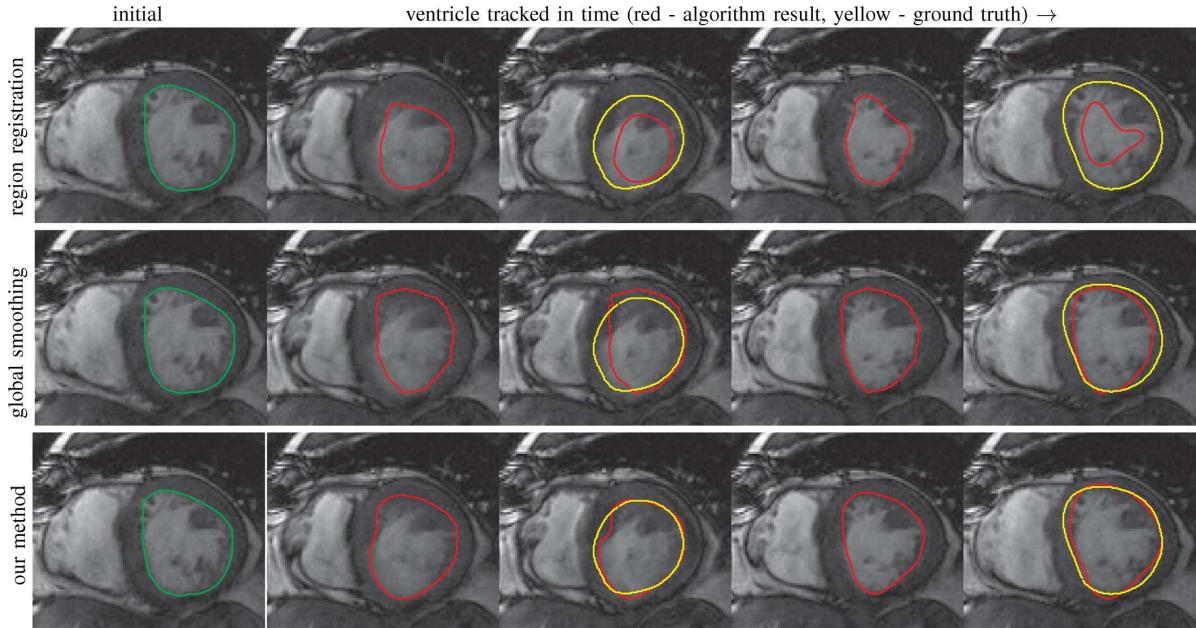 initial
ventricle tracked in time (red - algorithm result, yellow - ground truth) →
region registration
global smoothing
our method